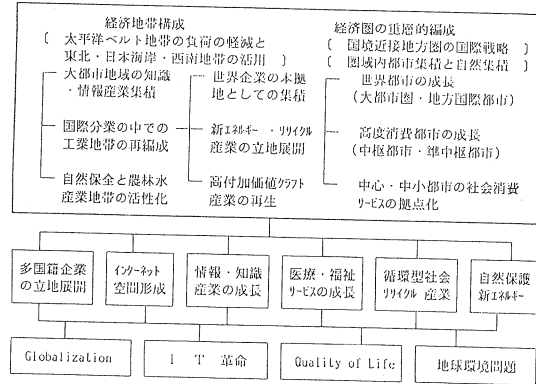 経済地帯構成
〔 太平洋ベルト地帯の負荷の軽減と
東北・日本海岸・西南地帯の活用 〕
大都市地域の知識
・情報産業集積
世界企業の本拠
地としての集積
国際分業の中での
工業地帯の再編成
新エネルギー・リサイクル
産業の立地展開
自然保全と農林水
産業地帯の活性化
高付加価値クラフト
産業の再生
経済圏の重層的編成
〔 国境近接地方圏の国際戦略 〕
〔 圏域内都市集積と自然集積 〕
世界都市の成長
(大都市圏・地方国際都市)
高度消費都市の成長
(中枢都市・準中枢都市)
中心・中小都市の社会消費
サービスの拠点化
多国籍企業
の立地展開
インターネット
空間形成
情報・知識
産業の成長
医療・福祉
サービスの成長
循環型社会
リサイクル 産業
自然保護
新エネルギー
Globalization
I T 革命
Quality of Life
地球環境問題